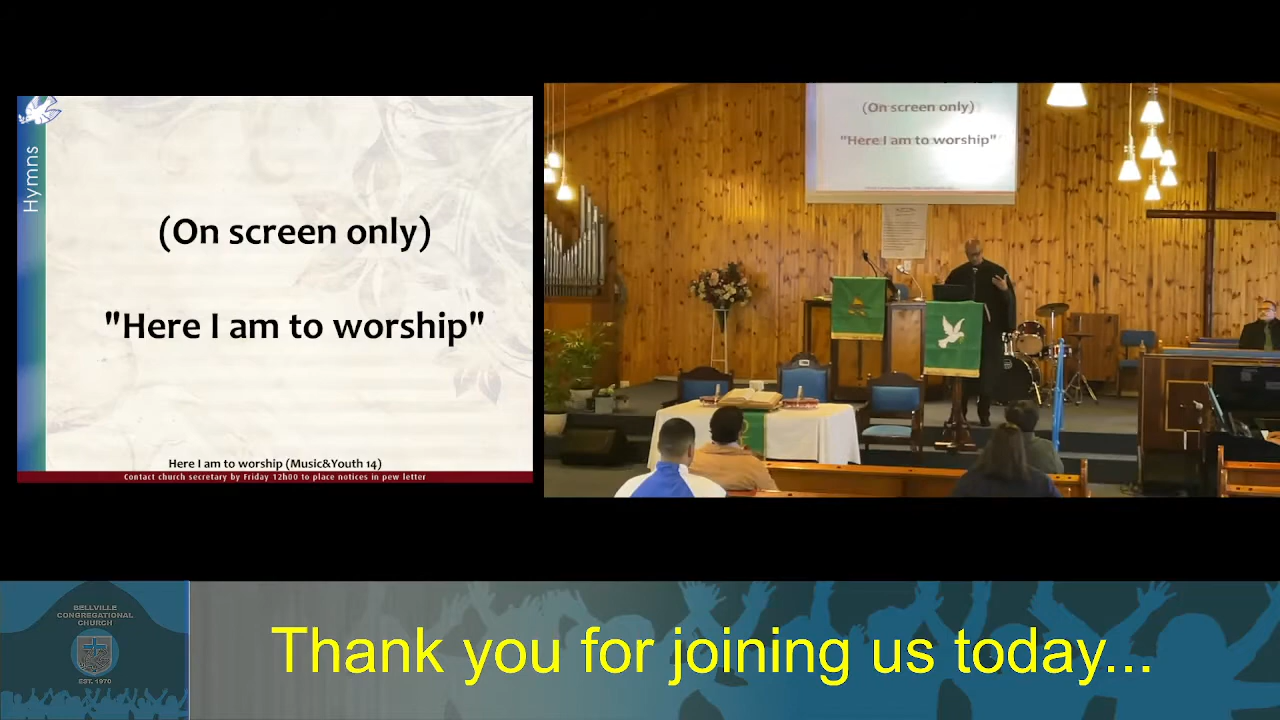 Hymns
(On screen only)
"Here I am to worship"
Here I am to worship (Music&Youth 14)
Contact church secretary by Friday 12h00 to place notices in pew letter
(On screen only)
"Here I am to worship"
BELLVILLE
CONGREGATIONAL
CHURCH
EST. 1970
Thank you for joining us today...